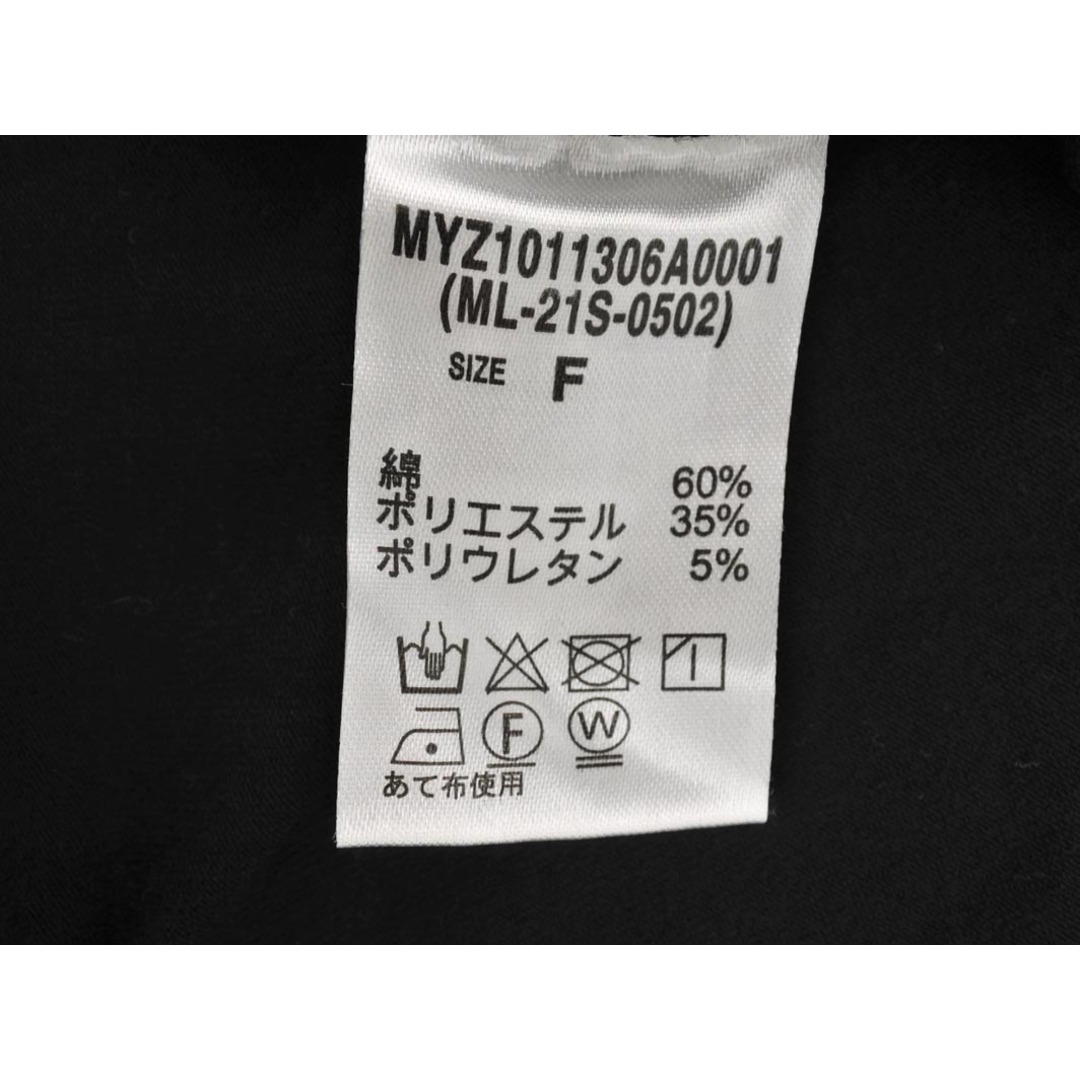 MYZ1011306A0001
(ML-21S-0502)
SIZE F
綿 60%
ポリエステル 35%
ポリウレタン 5%
F W
あて布使用